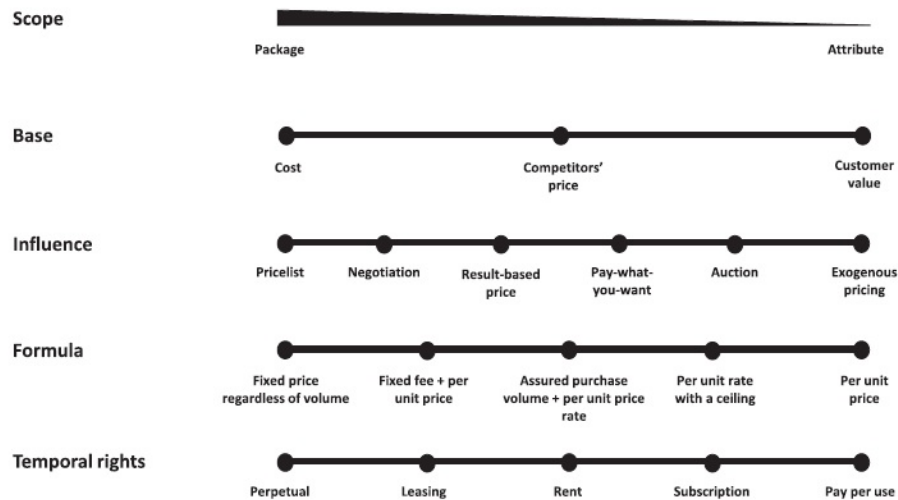 Scope
Package
Attribute
Base
Cost
Competitors'
price
Customer
value
Influence
Pricelist
Negotiation
Result-based
price
Pay-what-
you-want
Auction
Exogenous
pricing
Formula
Fixed price
regardless of volume
Fixed fee + per
unit price
Assured purchase
volume + per unit price
rate
Per unit rate
with a ceiling
Per unit
price
Temporal rights
Perpetual
Leasing
Rent
Subscription
Pay per use